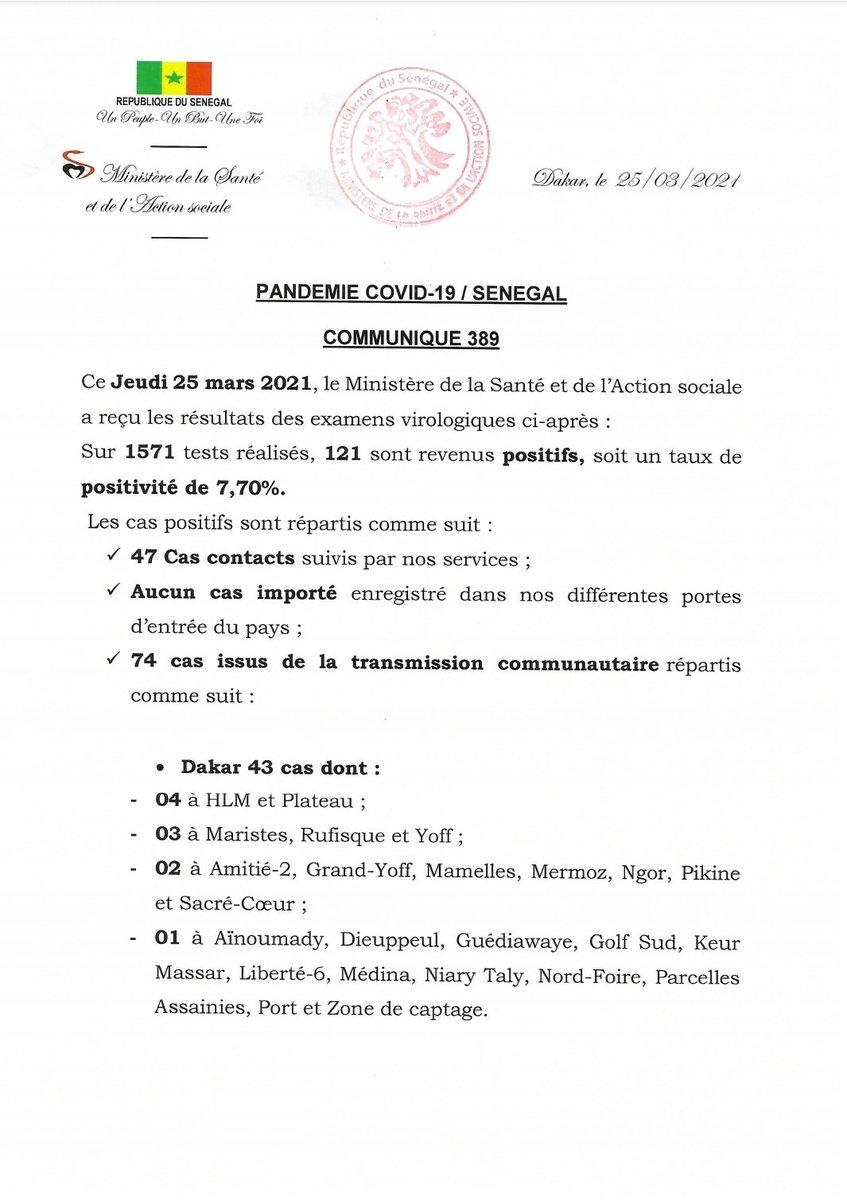 REPUBLIQUE DU SENEGAL
Un Peuple-Un But-Une Foi
Ministère de la Santé
et de l'Action sociale
★ République du Sénégal ★
MINISTERE DE LA SANTE ET DE L'ACTION SOCIALE
Dakar, le 25/03/2021
PANDEMIE COVID-19 / SENEGAL
COMMUNIQUE 389
Ce Jeudi 25 mars 2021, le Ministère de la Santé et de l'Action sociale
a reçu les résultats des examens virologiques ci-après :
Sur 1571 tests réalisés, 121 sont revenus positifs, soit un taux de
positivité de 7,70%.
Les cas positifs sont répartis comme suit :
✓ 47 Cas contacts suivis par nos services ;
✓ Aucun cas importé enregistré dans nos différentes portes
d'entrée du pays ;
✓ 74 cas issus de la transmission communautaire répartis
comme suit :
• Dakar 43 cas dont :
- 04 à HLM et Plateau ;
- 03 à Maristes, Rufisque et Yoff ;
- 02 à Amitié-2, Grand-Yoff, Mamelles, Mermoz, Ngor, Pikine
et Sacré-Cœur ;
- 01 à Aïnoumady, Dieuppeul, Guédiawaye, Golf Sud, Keur
Massar, Liberté-6, Médina, Niary Taly, Nord-Foire, Parcelles
Assainies, Port et Zone de captage.